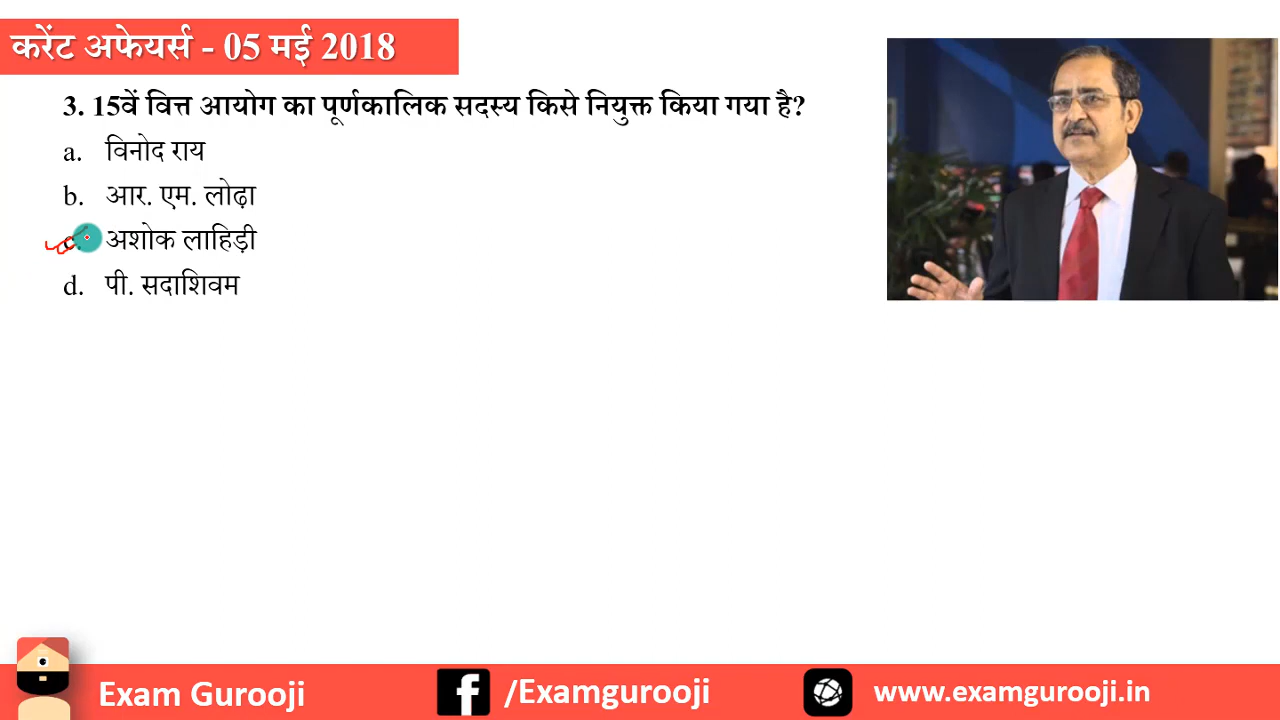 करेंट अफेयर्स - 05 मई 2018
3. 15वें वित्त आयोग का पूर्णकालिक सदस्य किसे नियुक्त किया गया है?
a. विनोद राय
b. आर. एम. लोढ़ा
c. अशोक लाहिड़ी
d. पी. सदाशिवम
Exam Gurooji
/Examgurooji
www.examgurooji.in